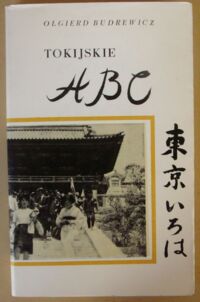 OLGIERD BUDREWICZ
TOKIJSKIE
ABC
東京いろは